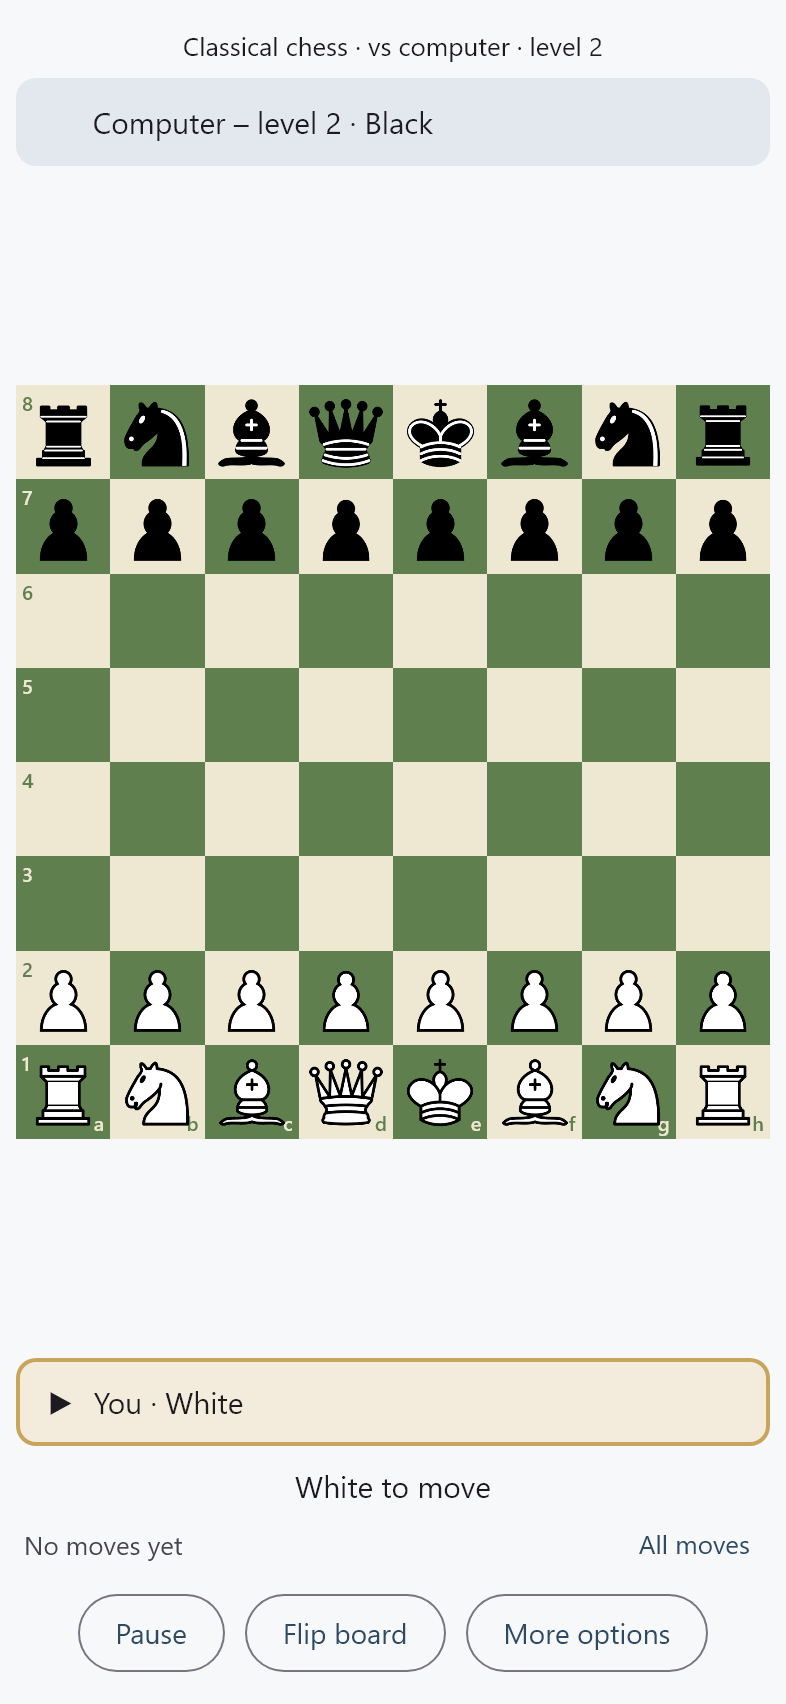 Classical chess · vs computer · level 2
Computer – level 2 · Black
8
7
6
5
4
3
2
1
a b c d e f g h
You · White
White to move
No moves yet All moves
Pause Flip board More options